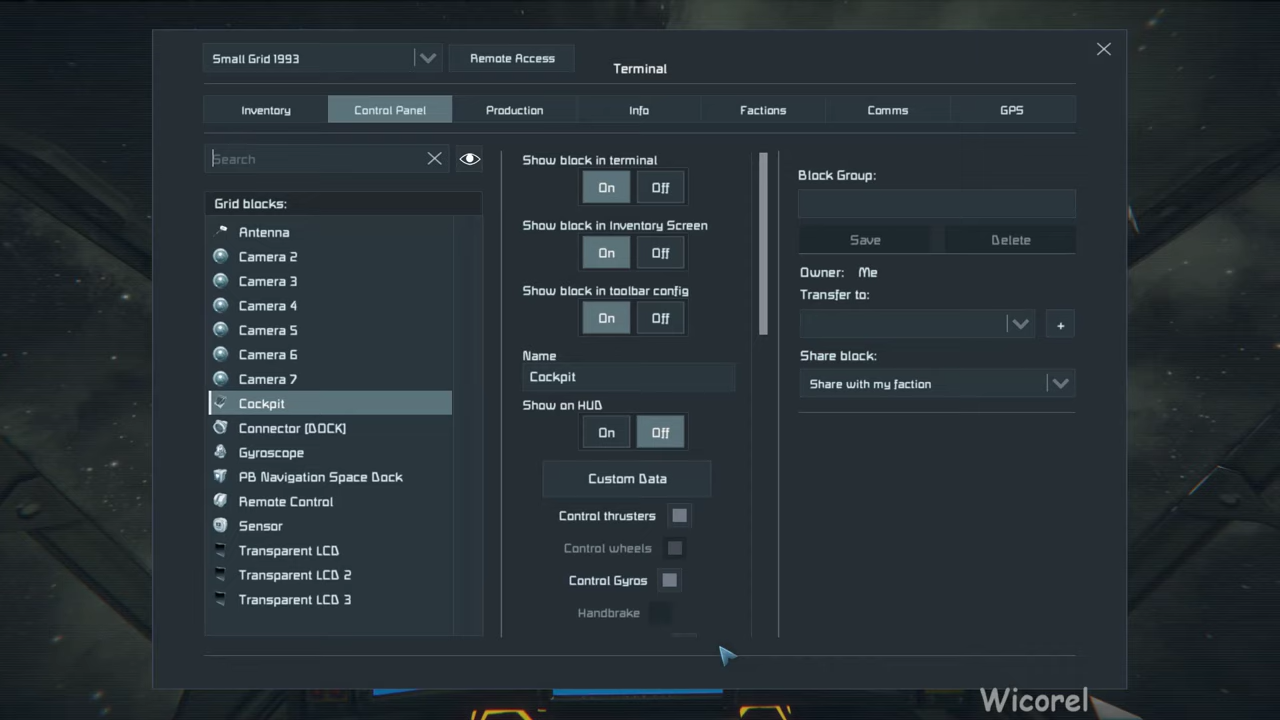 Small Grid 1993
Remote Access
Terminal
Inventory
Control Panel
Production
Info
Factions
Comms
GPS
Search
Grid blocks:
Antenna
Camera 2
Camera 3
Camera 4
Camera 5
Camera 6
Camera 7
Cockpit
Connector [DOCK]
Gyroscope
PB Navigation Space Dock
Remote Control
Sensor
Transparent LCD
Transparent LCD 2
Transparent LCD 3
Show block in terminal
On Off
Show block in Inventory Screen
On Off
Show block in toolbar config
On Off
Name
Cockpit
Show on HUD
On Off
Custom Data
Control thrusters
Control wheels
Control Gyros
Handbrake
Block Group:
Save Delete
Owner: Me
Transfer to:
+
Share block:
Share with my faction
Wicorel